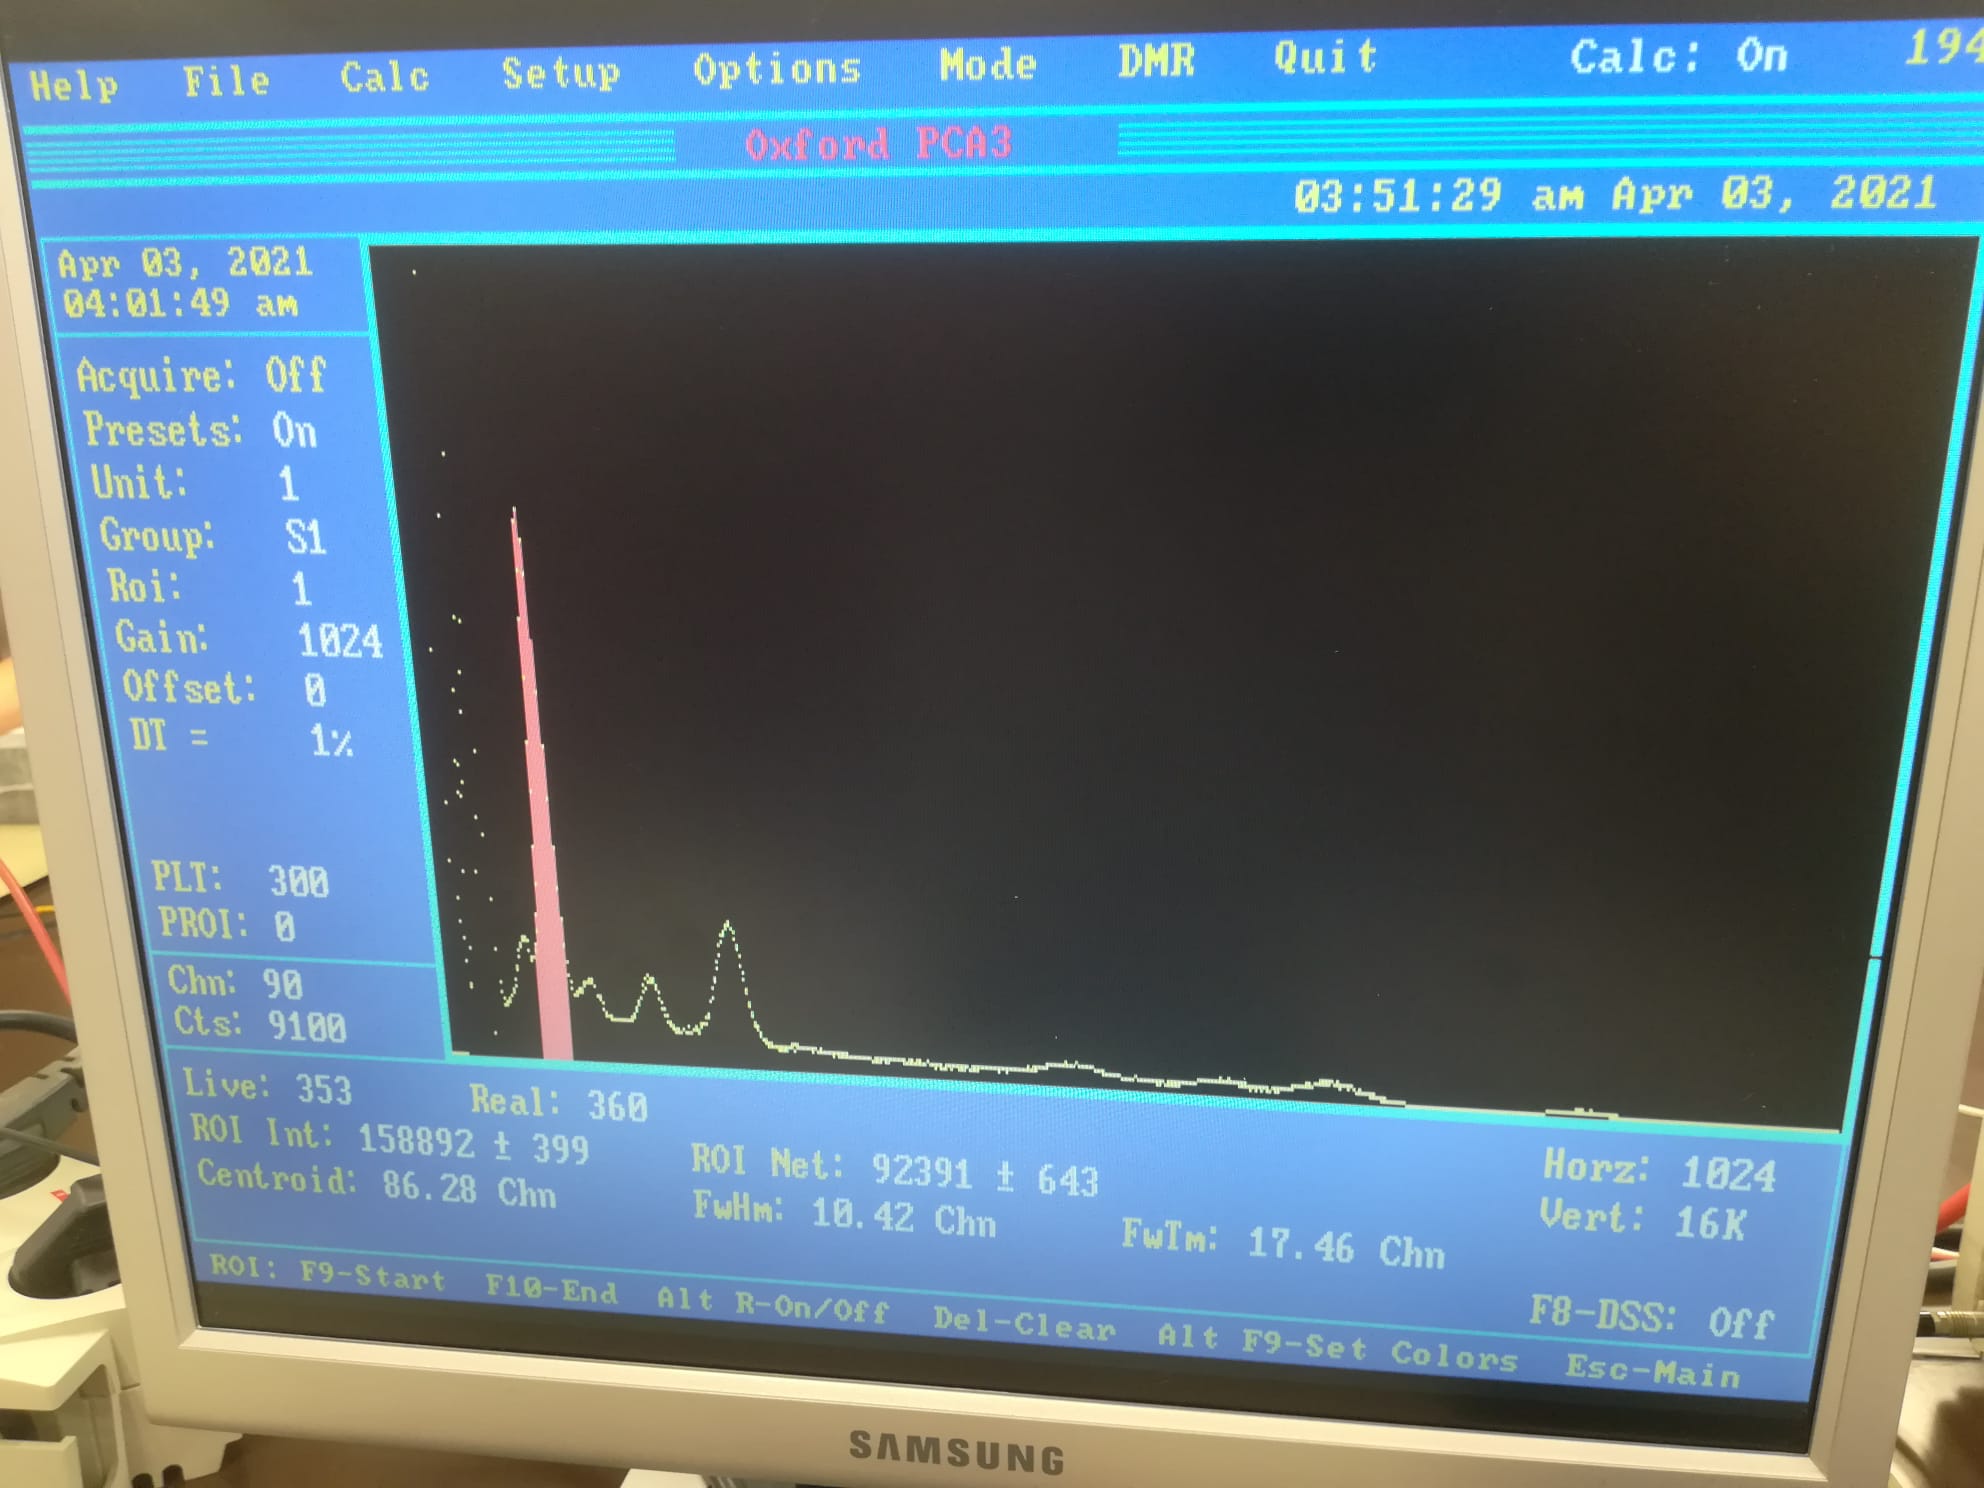 Help File Calc Setup Options Mode DMR Quit Calc: On 194
Oxford PCA3
03:51:29 am Apr 03, 2021
Apr 03, 2021
04:01:49 am
Acquire: Off
Presets: On
Unit: 1
Group: S1
Roi: 1
Gain: 1024
Offset: 0
DT = 1%
PLT: 300
PROI: 0
Chn: 90
Cts: 9100
Live: 353 Real: 360
ROI Int: 158892 ± 399 ROI Net: 92391 ± 643 Horz: 1024
Centroid: 86.28 Chn FwHm: 10.42 Chn FwTm: 17.46 Chn Vert: 16K
ROI: F9-Start F10-End Alt R-On/Off Del-Clear Alt F9-Set Colors Esc-Main
F8-DSS: Off
SAMSUNG